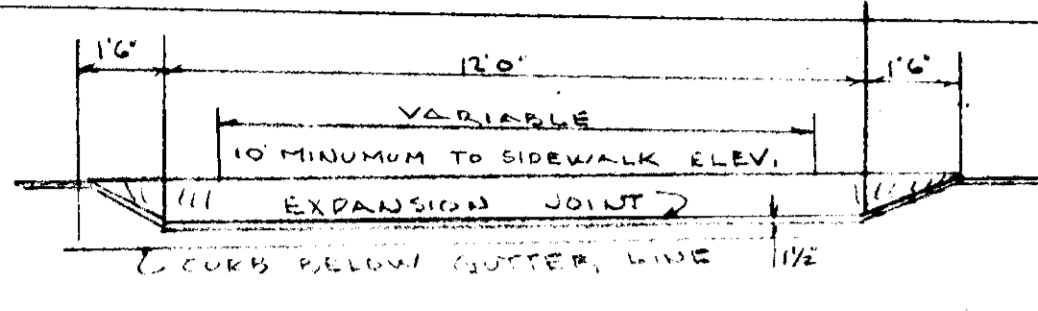 1'6" 12'0" 1'6"
VARIABLE
10' MINUMUM TO SIDEWALK ELEV.
EXPANSION JOINT
CURB BELOW GUTTER LINE 1½"